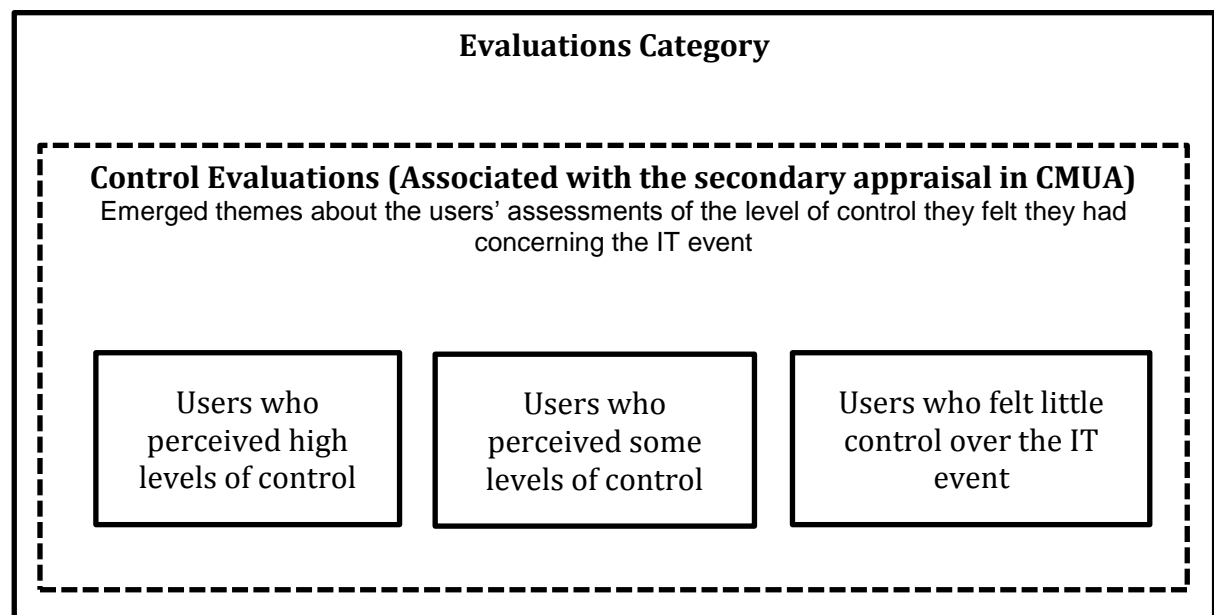 Evaluations Category
Control Evaluations (Associated with the secondary appraisal in CMUA)
Emerged themes about the users’ assessments of the level of control they felt they had
concerning the IT event
Users who
perceived high
levels of control
Users who
perceived some
levels of control
Users who felt little
control over the IT
event